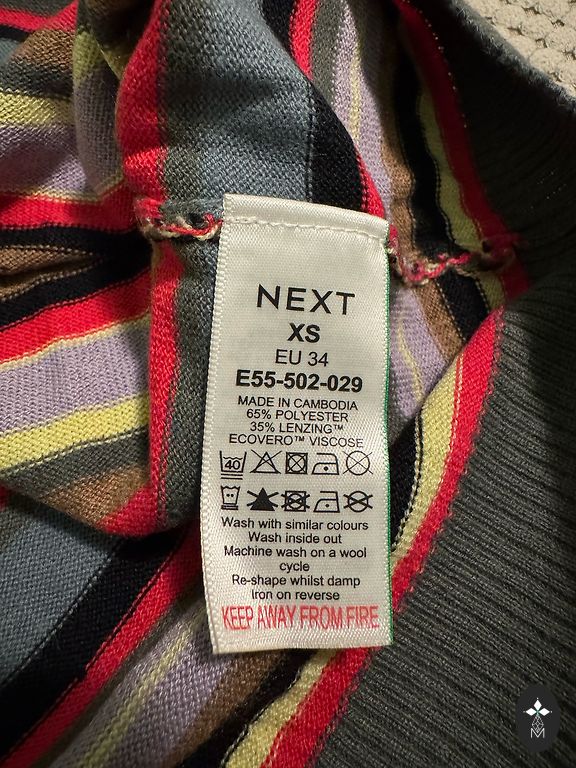 NEXT
XS
EU 34
E55-502-029
MADE IN CAMBODIA
65% POLYESTER
35% LENZING™
ECOVERO™ VISCOSE
40
Wash with similar colours
Wash inside out
Machine wash on a wool
cycle
Re-shape whilst damp
Iron on reverse
KEEP AWAY FROM FIRE
M